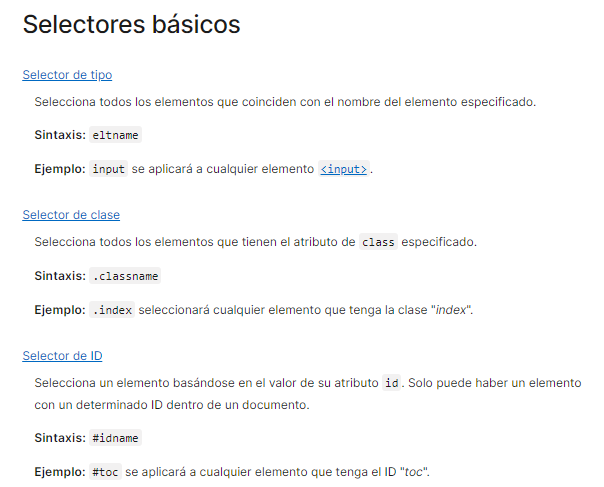 Selectores básicos
Selector de tipo
Selecciona todos los elementos que coinciden con el nombre del elemento especificado.
Sintaxis: eltname
Ejemplo: input se aplicará a cualquier elemento <input>.
Selector de clase
Selecciona todos los elementos que tienen el atributo de class especificado.
Sintaxis: .classname
Ejemplo: .index seleccionará cualquier elemento que tenga la clase "index".
Selector de ID
Selecciona un elemento basándose en el valor de su atributo id. Solo puede haber un elemento
con un determinado ID dentro de un documento.
Sintaxis: #idname
Ejemplo: #toc se aplicará a cualquier elemento que tenga el ID "toc".